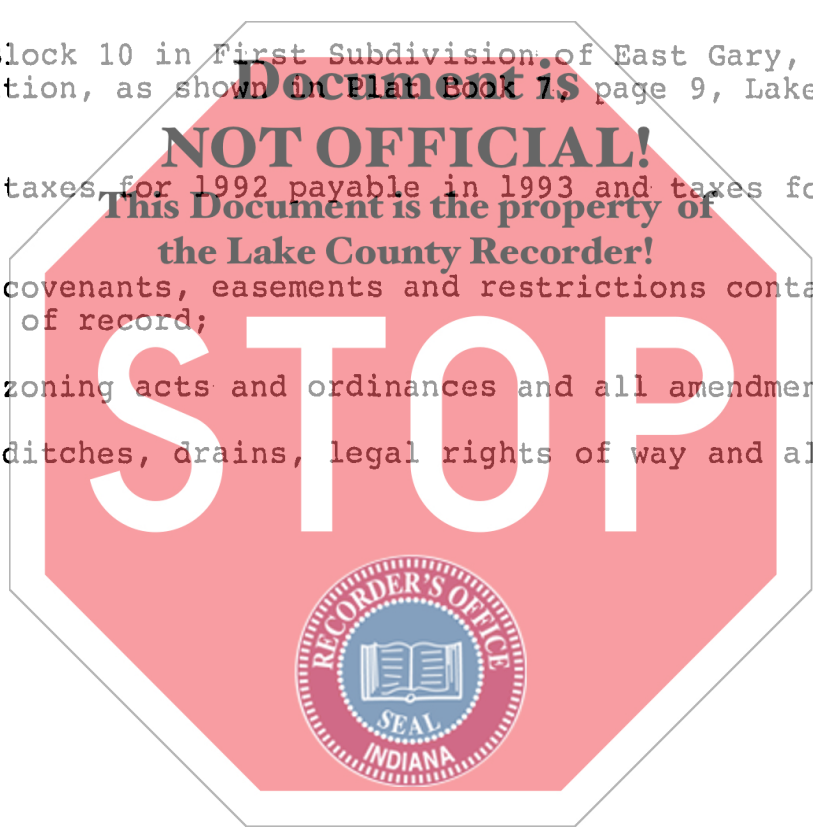 lock 10 in First Subdivision of East Gary,
tion, as shown in Plat Book 7, page 9, Lake
Document is
NOT OFFICIAL!
taxes for 1992 payable in 1993 and taxes fo
This Document is the property of
the Lake County Recorder!
covenants, easements and restrictions conta
of record;
STOP
zoning acts and ordinances and all amendmen
ditches, drains, legal rights of way and al
RECORDER'S OFFICE
SEAL
INDIANA